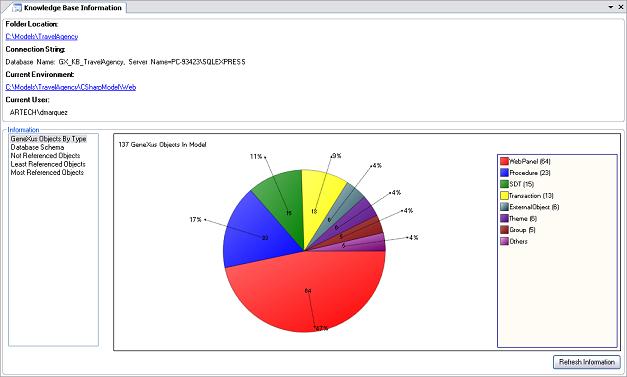 Knowledge Base Information
Folder Location:
C:\Models\TravelAgency
Connection String:
Database Name: GX_KB_TravelAgency, Server Name=PC-93423\SQLEXPRESS
Current Environment:
C:\Models\TravelAgency\CSharpModel\Web
Current User:
ARTECH\dmarquez
Information
GeneXus Objects By Type
Database Schema
Not Referenced Objects
Least Referenced Objects
Most Referenced Objects
137 GeneXus Objects In Model
11%
9%
4%
4%
4%
4%
17%
47%
15
13
6
6
5
5
23
64
WebPanel (64)
Procedure (23)
SDT (15)
Transaction (13)
ExternalObject (6)
Theme (6)
Group (5)
Others
Refresh Information